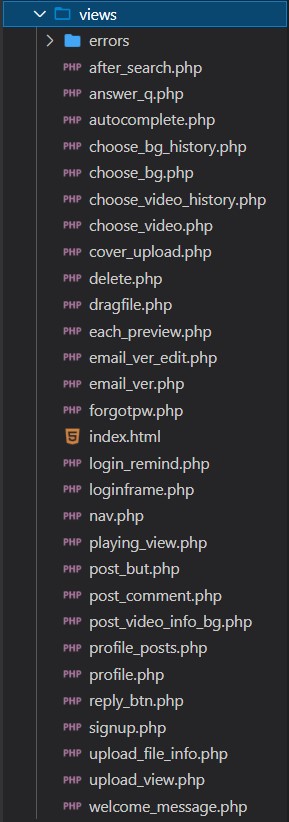 views
errors
PHP after_search.php
PHP answer_q.php
PHP autocomplete.php
PHP choose_bg_history.php
PHP choose_bg.php
PHP choose_video_history.php
PHP choose_video.php
PHP cover_upload.php
PHP delete.php
PHP dragfile.php
PHP each_preview.php
PHP email_ver_edit.php
PHP email_ver.php
PHP forgotpw.php
5 index.html
PHP login_remind.php
PHP loginframe.php
PHP nav.php
PHP playing_view.php
PHP post_but.php
PHP post_comment.php
PHP post_video_info_bg.php
PHP profile_posts.php
PHP profile.php
PHP reply_btn.php
PHP signup.php
PHP upload_file_info.php
PHP upload_view.php
PHP welcome_message.php